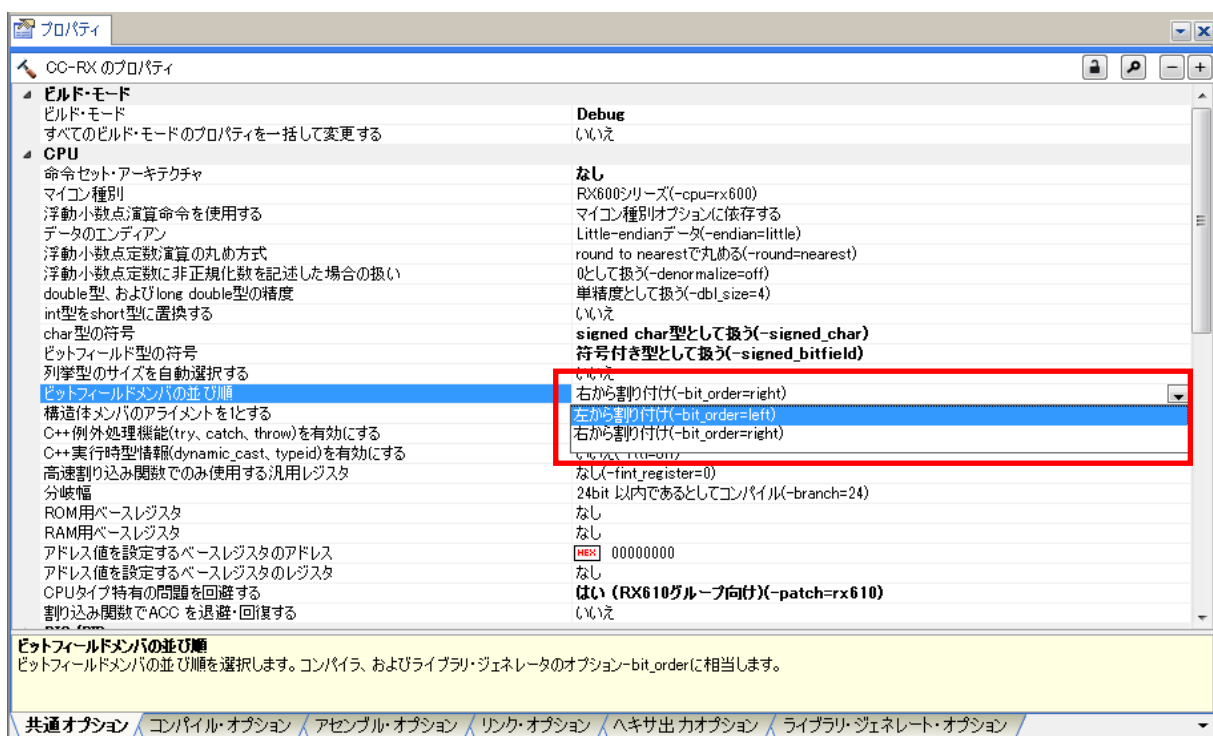 プロパティ
CC-RX のプロパティ
ビルド・モード
ビルド・モード Debug
すべてのビルド・モードのプロパティを一括して変更する いいえ
CPU
命令セット・アーキテクチャ なし
マイコン種別 RX600シリーズ(-cpu=rx600)
浮動小数点演算命令を使用する マイコン種別オプションに依存する
データのエンディアン Little-endianデータ(-endian=little)
浮動小数点定数演算の丸め方式 round to nearestで丸める(-round=nearest)
浮動小数点定数に非正規化数を記述した場合の扱い 0として扱う(-denormalize=off)
double型、およびlong double型の精度 単精度として扱う(-dbl_size=4)
int型をshort型に置換する いいえ
char型の符号 signed char型として扱う(-signed_char)
ビットフィールド型の符号 符号付き型として扱う(-signed_bitfield)
列挙型のサイズを自動選択する いいえ
ビットフィールドメンバの並び順 右から割り付け(-bit_order=right)
構造体メンバのアライメントを1とする 左から割り付け(-bit_order=left)
C++例外処理機能(try、catch、throw)を有効にする 右から割り付け(-bit_order=right)
C++実行時型情報(dynamic_cast、typeid)を有効にする いいえ(-rtti=off)
高速割り込み関数でのみ使用する汎用レジスタ なし(-fint_register=0)
分岐幅 24bit 以内であるとしてコンパイル(-branch=24)
ROM用ベースレジスタ なし
RAM用ベースレジスタ なし
アドレス値を設定するベースレジスタのアドレス HEX 00000000
アドレス値を設定するベースレジスタのレジスタ なし
CPUタイプ特有の問題を回避する はい (RX610グループ向け)(-patch=rx610)
割り込み関数でACC を退避・回復する いいえ
ビットフィールドメンバの並び順
ビットフィールドメンバの並び順を選択します。コンパイラ、およびライブラリ・ジェネレータのオプション-bit_orderに相当します。
共通オプション コンパイル・オプション アセンブル・オプション リンク・オプション ヘキサ出力オプション ライブラリ・ジェネレート・オプション